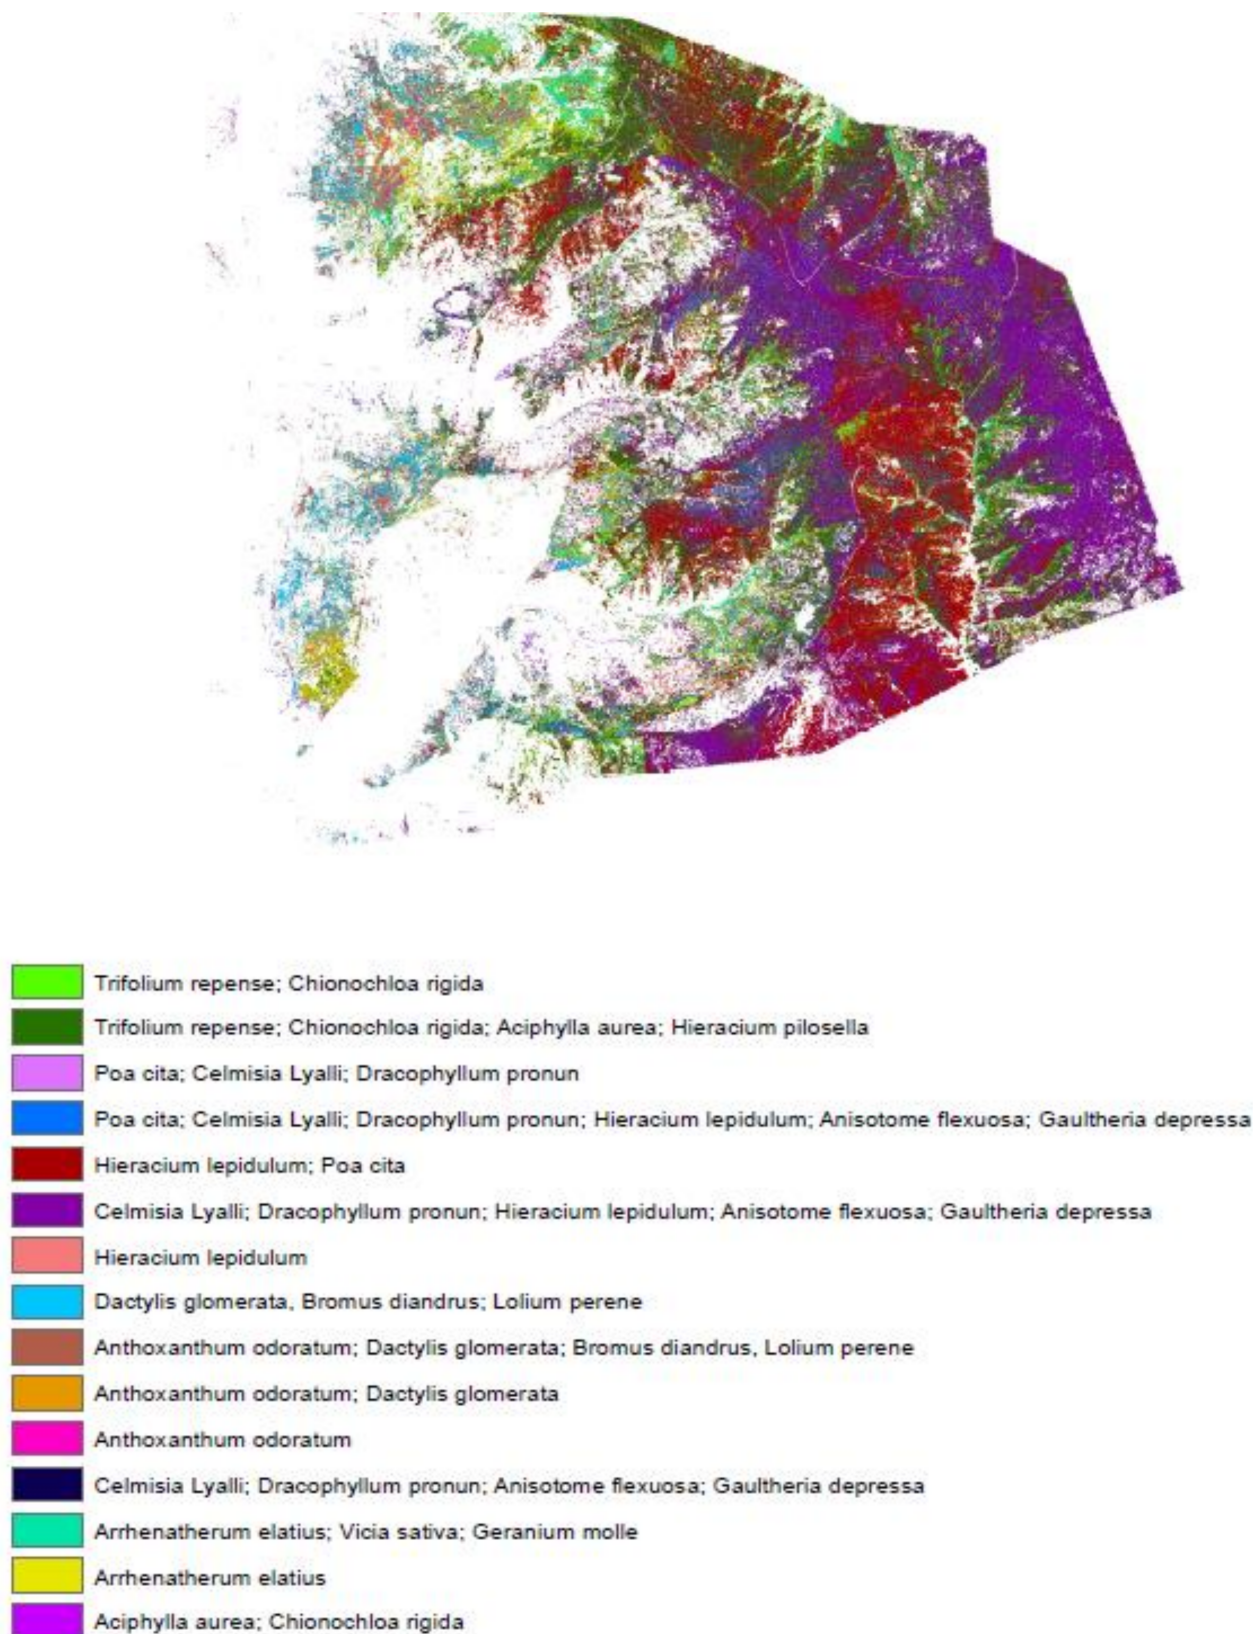 Trifolium repense; Chionochloa rigida
Trifolium repense; Chionochloa rigida; Aciphylla aurea; Hieracium pilosella
Poa cita; Celmisia Lyalli; Dracophyllum pronun
Poa cita; Celmisia Lyalli; Dracophyllum pronun; Hieracium lepidulum; Anisotome flexuosa; Gaultheria depressa
Hieracium lepidulum; Poa cita
Celmisia Lyalli; Dracophyllum pronun; Hieracium lepidulum; Anisotome flexuosa; Gaultheria depressa
Hieracium lepidulum
Dactylis glomerata, Bromus diandrus; Lolium perene
Anthoxanthum odoratum; Dactylis glomerata; Bromus diandrus, Lolium perene
Anthoxanthum odoratum; Dactylis glomerata
Anthoxanthum odoratum
Celmisia Lyalli; Dracophyllum pronun; Anisotome flexuosa; Gaultheria depressa
Arrhenatherum elatius; Vicia sativa; Geranium molle
Arrhenatherum elatius
Aciphylla aurea; Chionochloa rigida